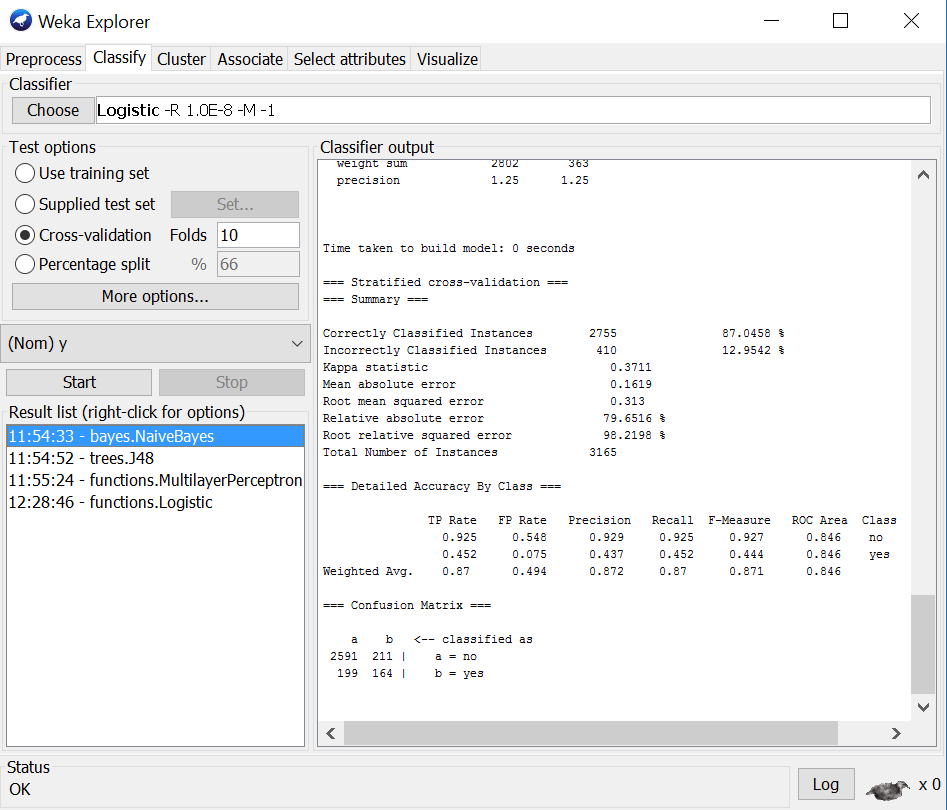 Weka Explorer
Preprocess Classify Cluster Associate Select attributes Visualize
Classifier
Choose Logistic -R 1.0E-8 -M -1
Test options
Use training set
Supplied test set Set...
Cross-validation Folds 10
Percentage split % 66
More options...
(Nom) y
Start Stop
Result list (right-click for options)
11:54:33 - bayes.NaiveBayes
11:54:52 - trees.J48
11:55:24 - functions.MultilayerPerceptron
12:28:46 - functions.Logistic
Classifier output
weight sum 2802 363
precision 1.25 1.25
Time taken to build model: 0 seconds
=== Stratified cross-validation ===
=== Summary ===
Correctly Classified Instances 2755 87.0458 %
Incorrectly Classified Instances 410 12.9542 %
Kappa statistic 0.3711
Mean absolute error 0.1619
Root mean squared error 0.313
Relative absolute error 79.6516 %
Root relative squared error 98.2198 %
Total Number of Instances 3165
=== Detailed Accuracy By Class ===
TP Rate FP Rate Precision Recall F-Measure ROC Area Class
0.925 0.548 0.929 0.925 0.927 0.846 no
0.452 0.075 0.437 0.452 0.444 0.846 yes
Weighted Avg. 0.87 0.494 0.872 0.87 0.871 0.846
=== Confusion Matrix ===
a b <-- classified as
2591 211 | a = no
199 164 | b = yes
Status
OK
Log x 0